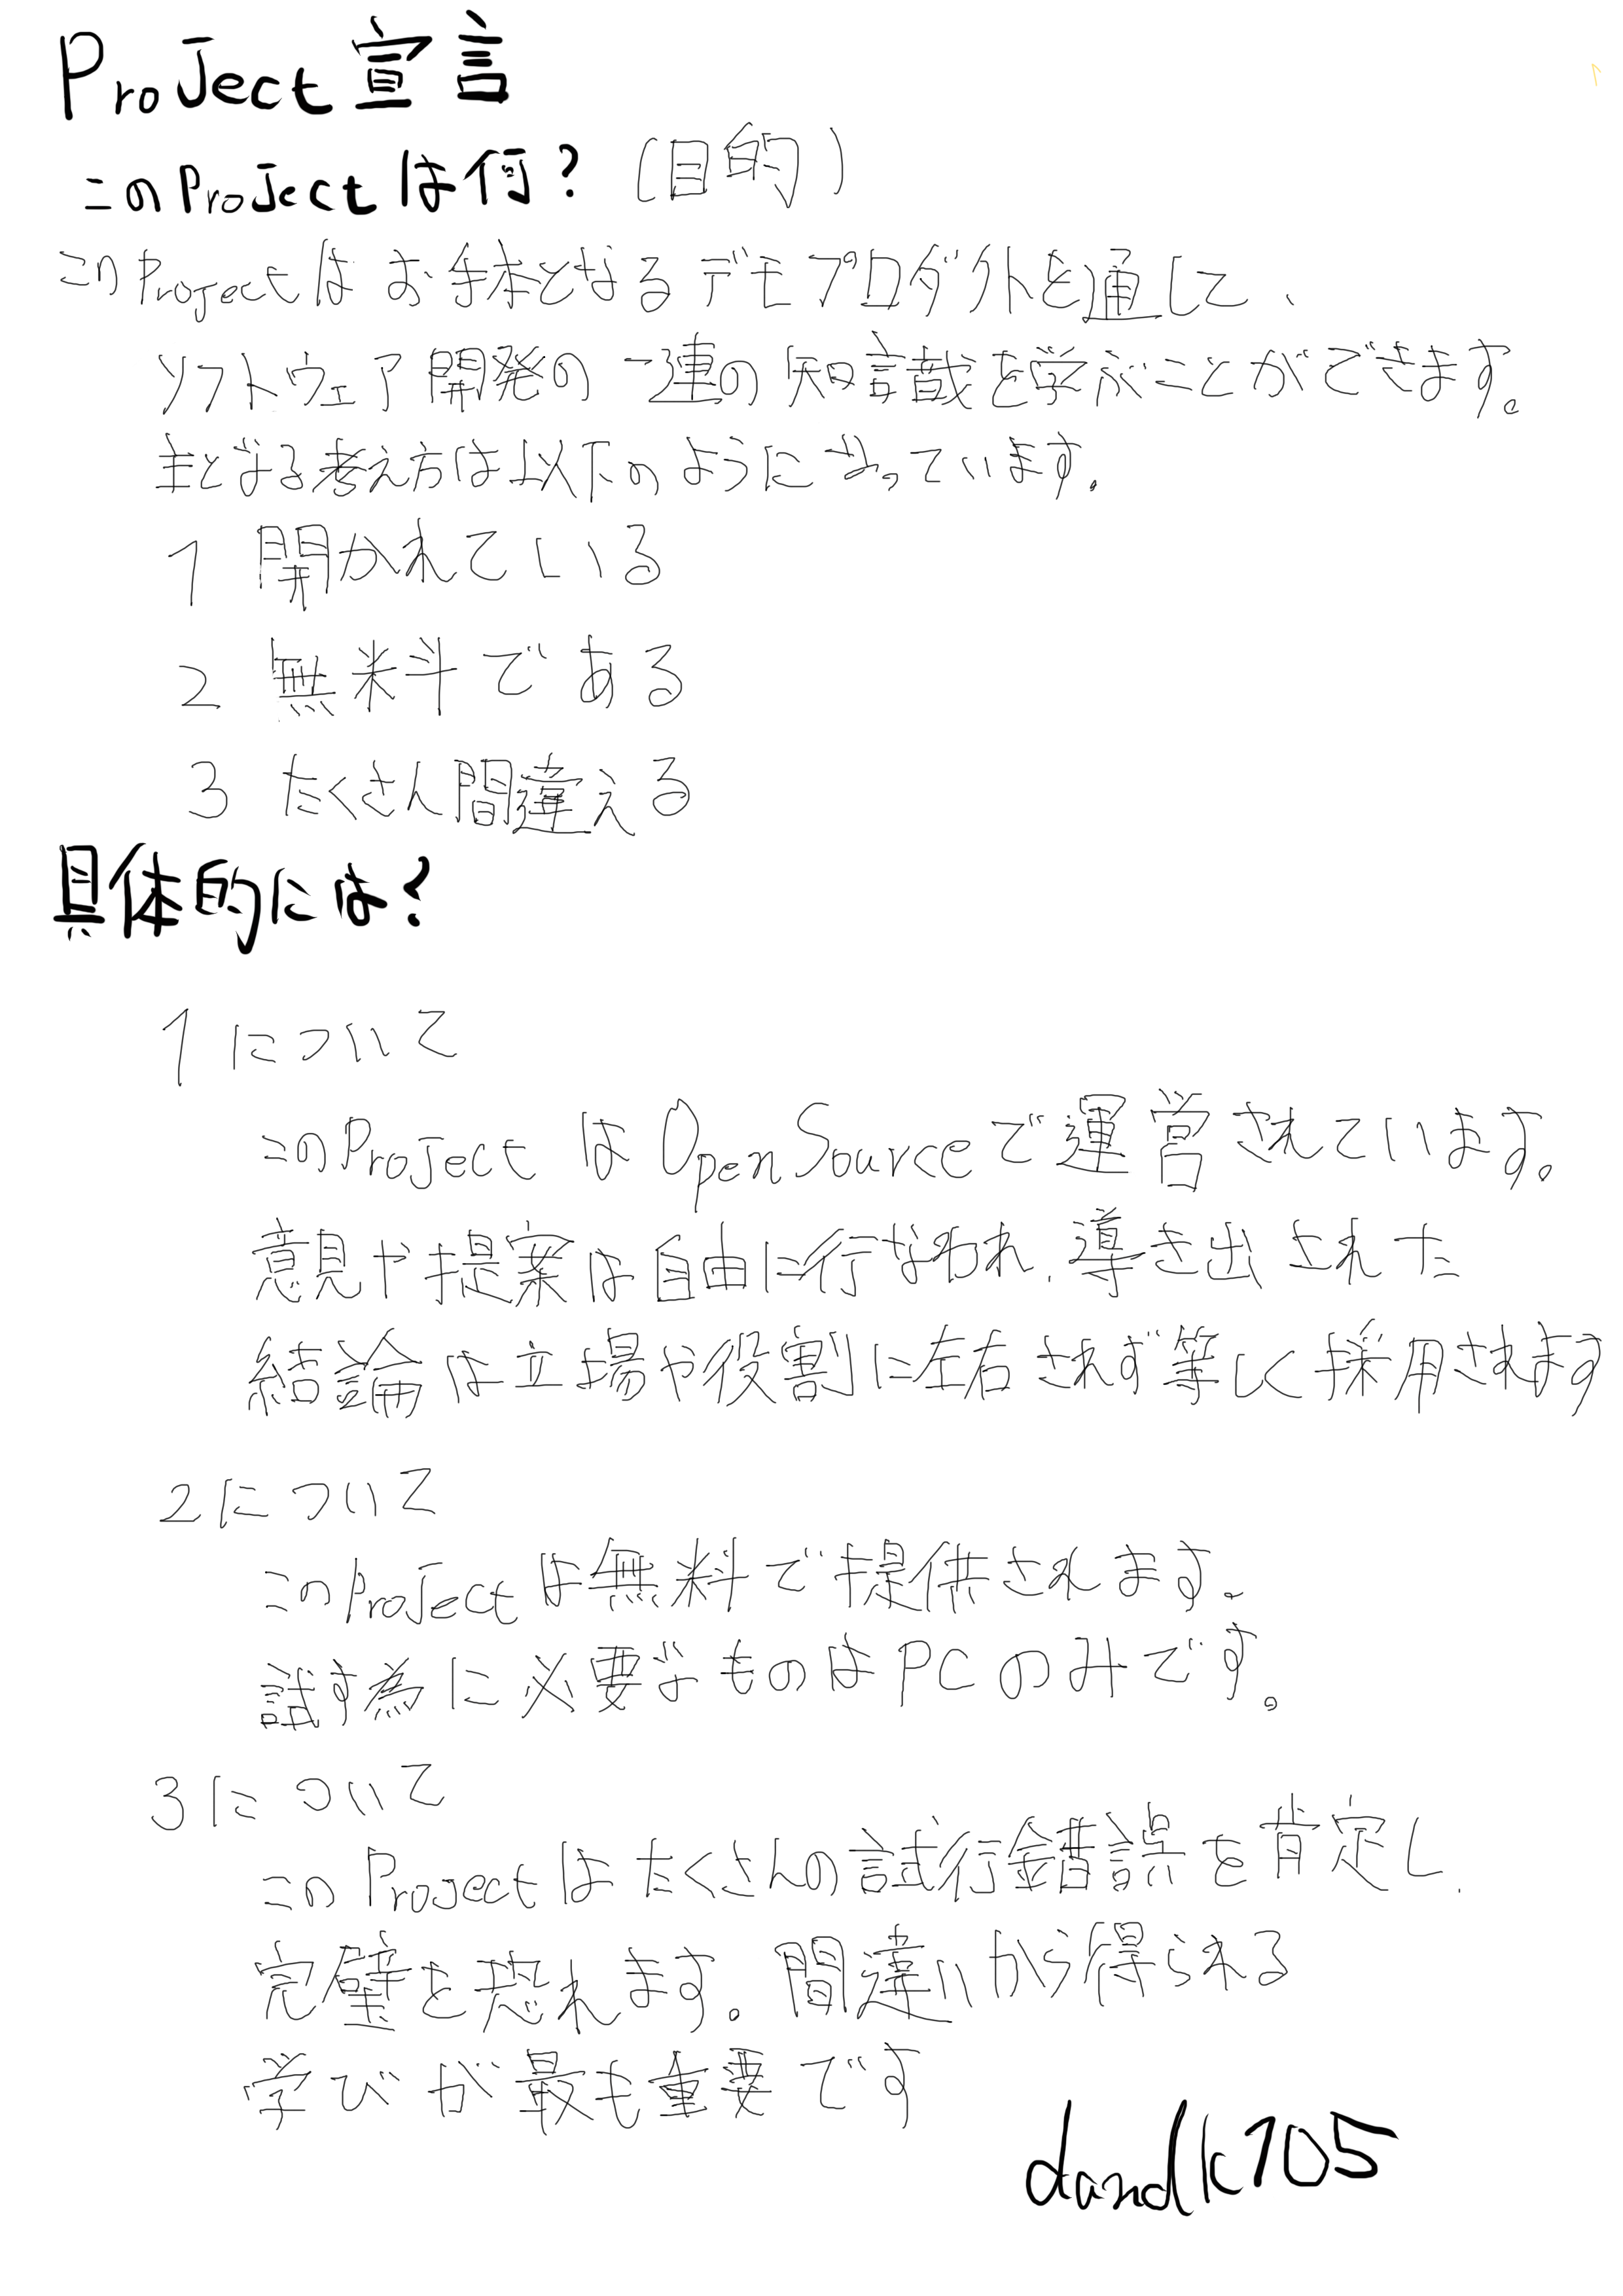 ProJect宣言
このProJectは何? (目的)
このProjectはお手本となるデモプロダクトを通して、
ソフトウェア開発の一連の知識を学ぶことができます。
主となる考え方は以下のようになっています.
1 開かれている
2 無料である
3 たくさん間違える
具体的には?
1について
このProjectはOpenSourceで運営されています。
意見や提案は自由に行なわれ、導き出された
結論は立場や役割に左右されず等しく採用されます
2について
このProJectは無料で提供されます、
試す為に必要なものはPCのみです。
3について
このProjectはたくさんの試行錯誤を肯定し、
完璧を恐れます。間違いから得られる
学びが最も重要です
dandk105